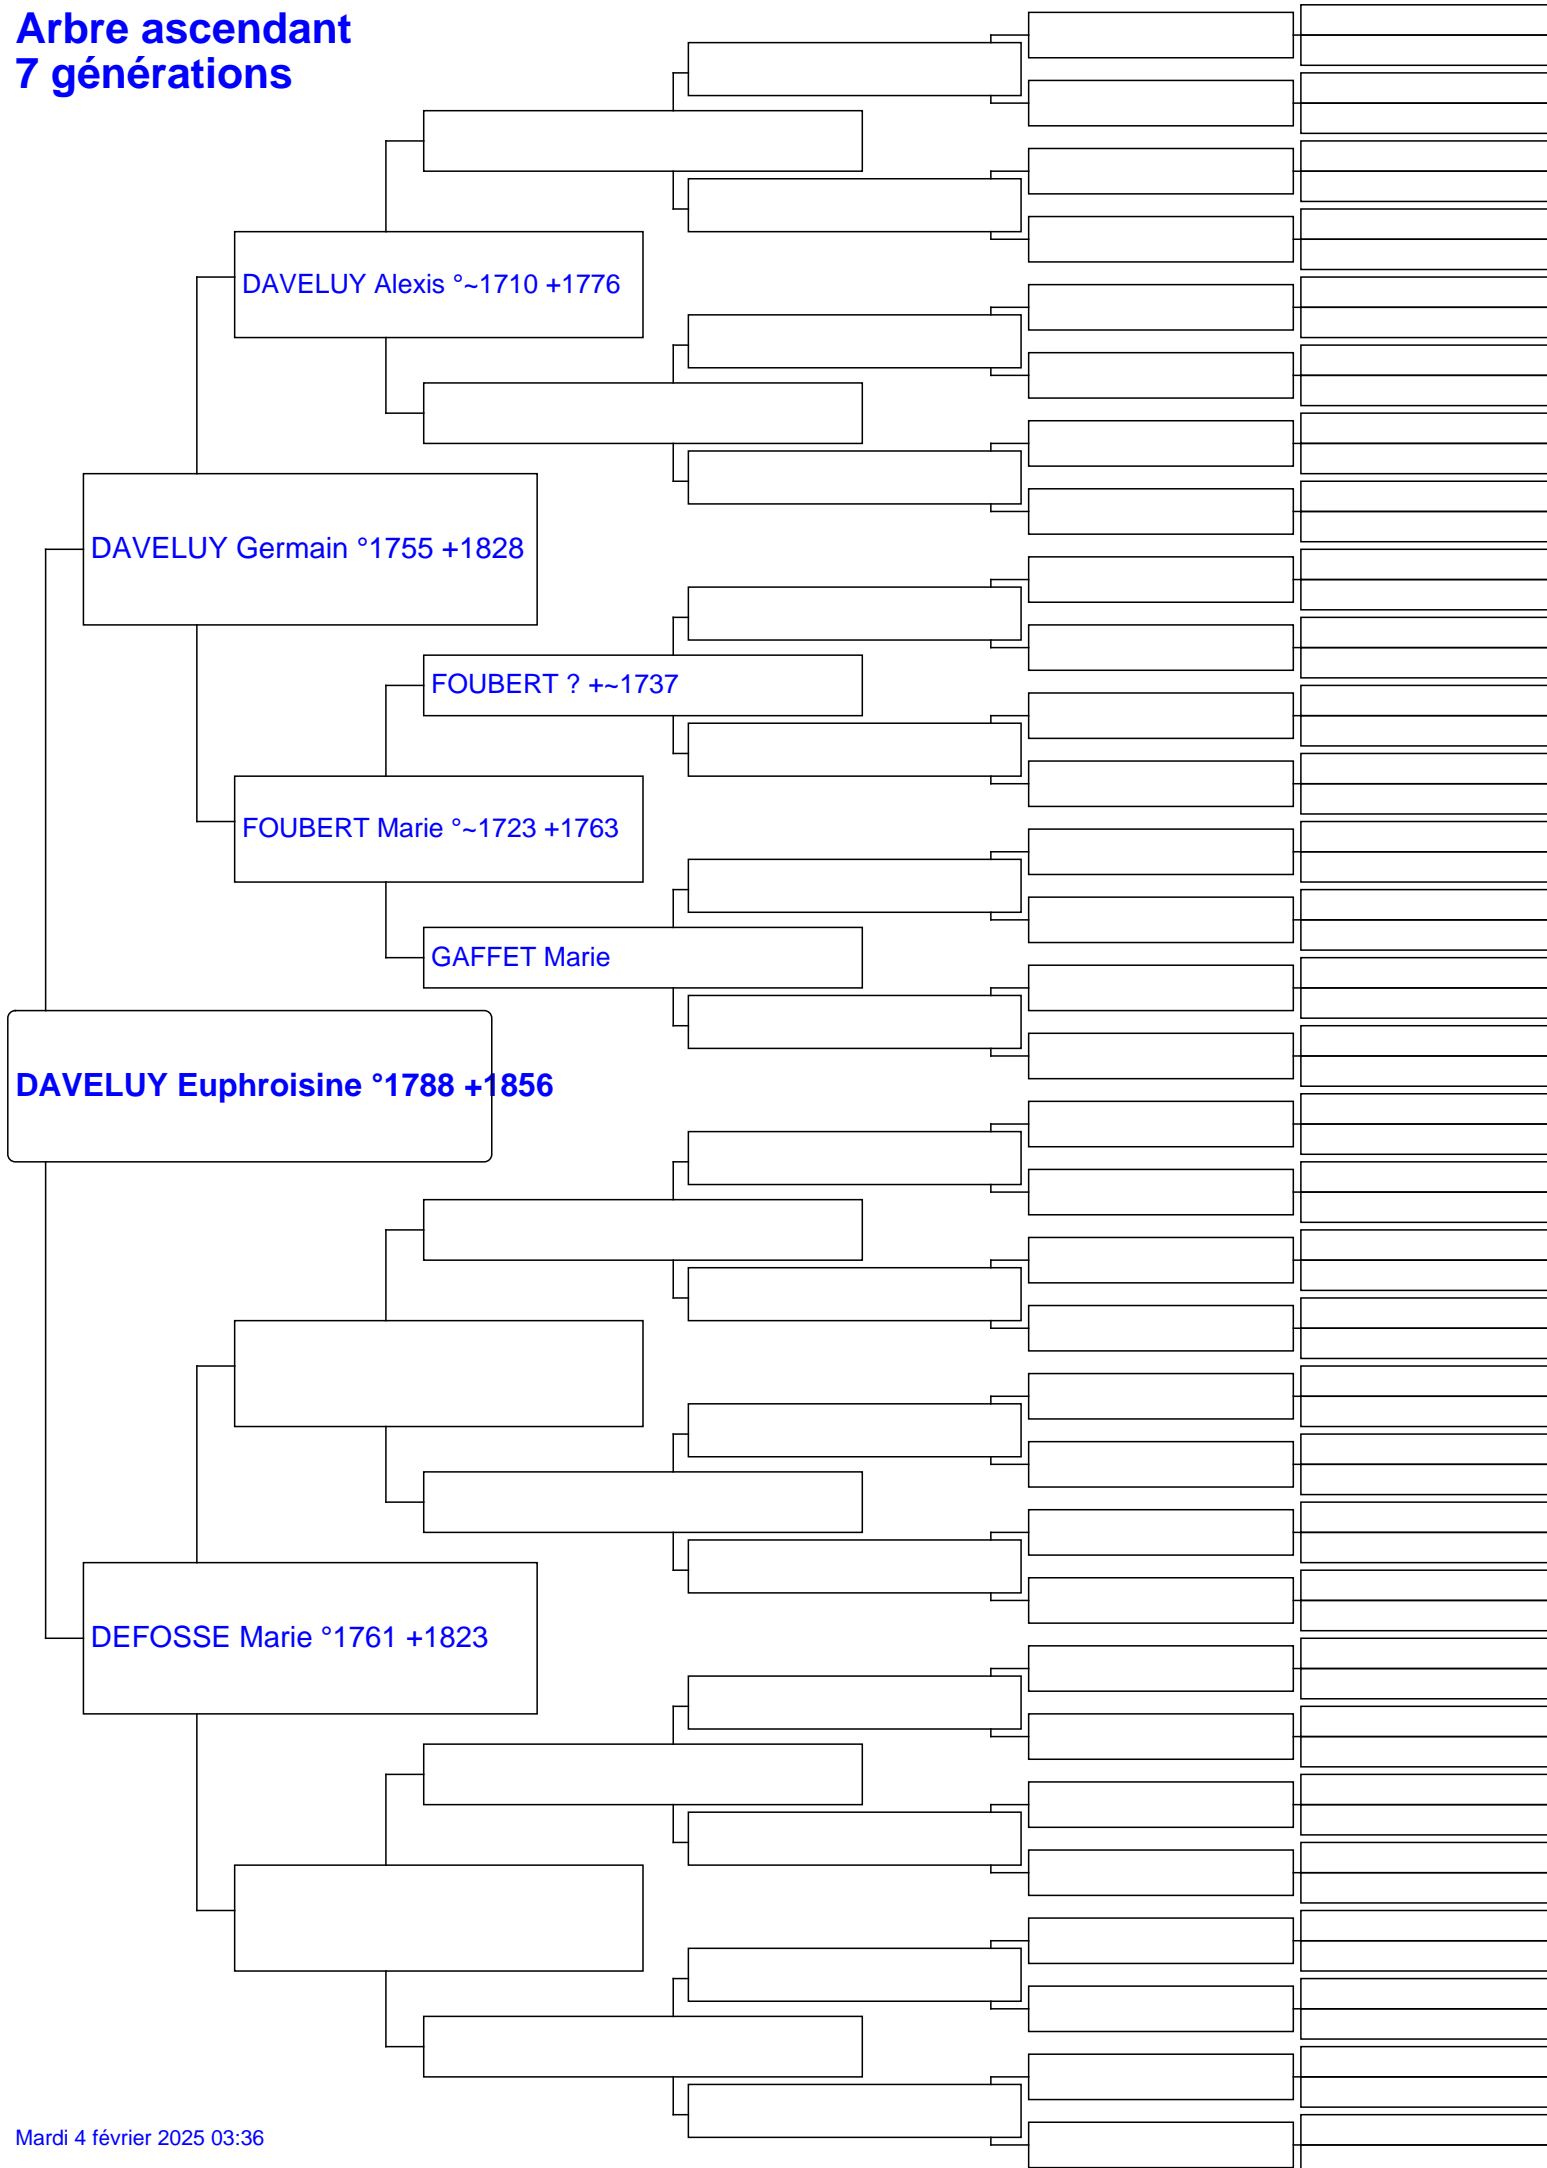 Arbre ascendant
7 générations
DAVELUY Alexis °~1710 +1776
DAVELUY Germain °1755 +1828
FOUBERT ? +~1737
FOUBERT Marie °~1723 +1763
GAFFET Marie
DAVELUY Euphroisine °1788 +1856
DEFOSSE Marie °1761 +1823
Mardi 4 février 2025 03:36